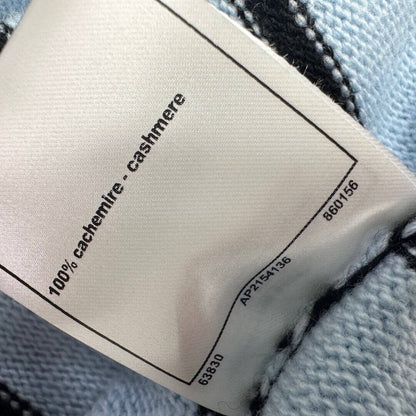 100% cachemire - cashmere
63830 AP2154136 860156